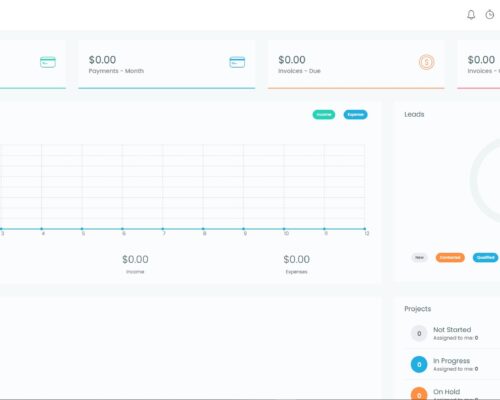 $0.00
Payments - Month
$0.00
Invoices - Due
$0.00
Invoices -
Income
Expense
3 4 5 6 7 8 9 10 11 12
$0.00
Income
$0.00
Expenses
Leads
New
Contacted
Qualified
Projects
0
Not Started
Assigned to me: 0
0
In Progress
Assigned to me: 0
0
On Hold
Assigned to me: 0